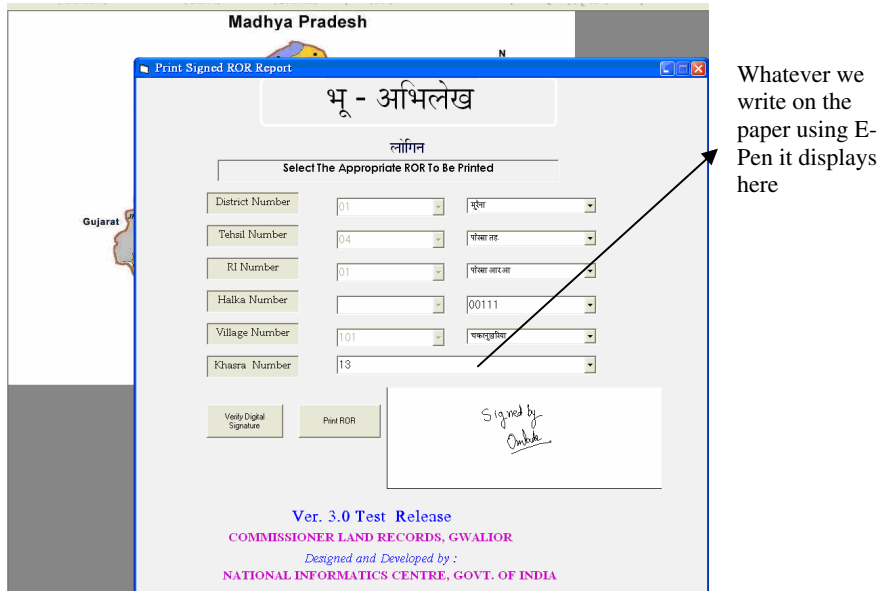 Madhya Pradesh
N
Print Signed ROR Report
भू - अभिलेख
लोगिन
Select The Appropriate ROR To Be Printed
District Number 01 मुरैना
Tehsil Number 04 पोरसा तह.
Gujarat
RI Number 01 पोरसा आर.आ
Halka Number 00111
Village Number 101
Khasra Number 13
Verify Digital
Signature
Print ROR
Signed by
Ver. 3.0 Test Release
COMMISSIONER LAND RECORDS, GWALIOR
Designed and Developed by :
NATIONAL INFORMATICS CENTRE, GOVT. OF INDIA
Whatever we
write on the
paper using E-
Pen it displays
here